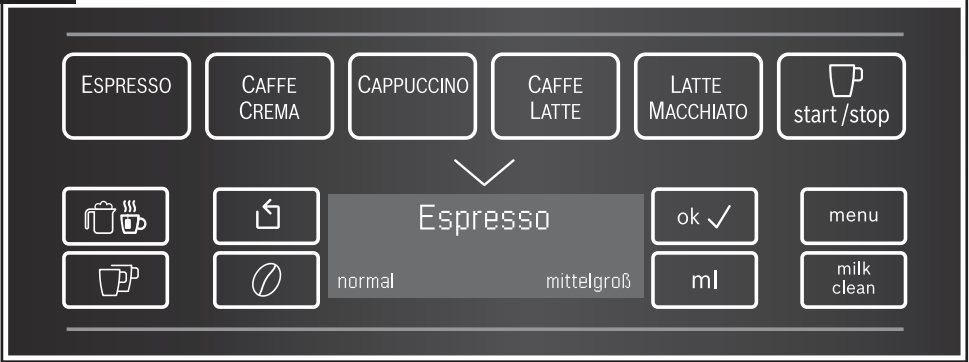 ESPRESSO
CAFFE
CREMA
CAPPUCCINO
CAFFE
LATTE
LATTE
MACCHIATO
start /stop
Espresso
normal mittelgroß
ok
ml
menu
milk
clean